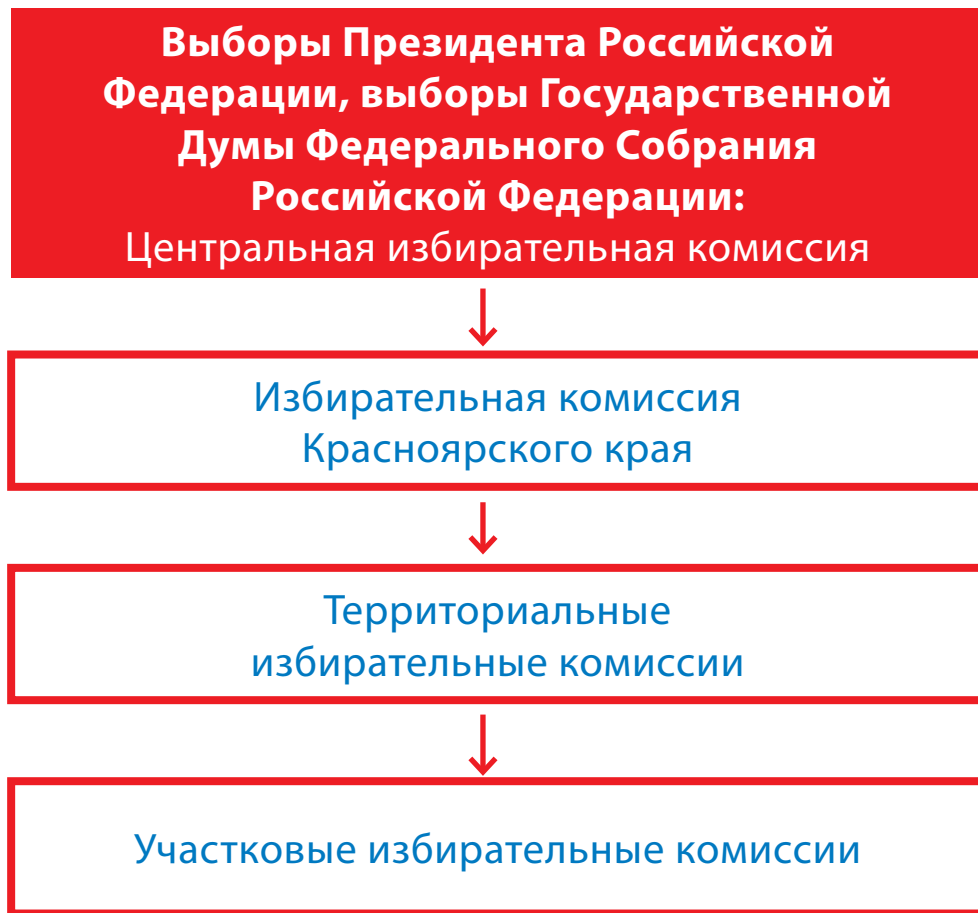 Выборы Президента Российской
Федерации, выборы Государственной
Думы Федерального Собрания
Российской Федерации:
Центральная избирательная комиссия
Избирательная комиссия
Красноярского края
Территориальные
избирательные комиссии
Участковые избирательные комиссии